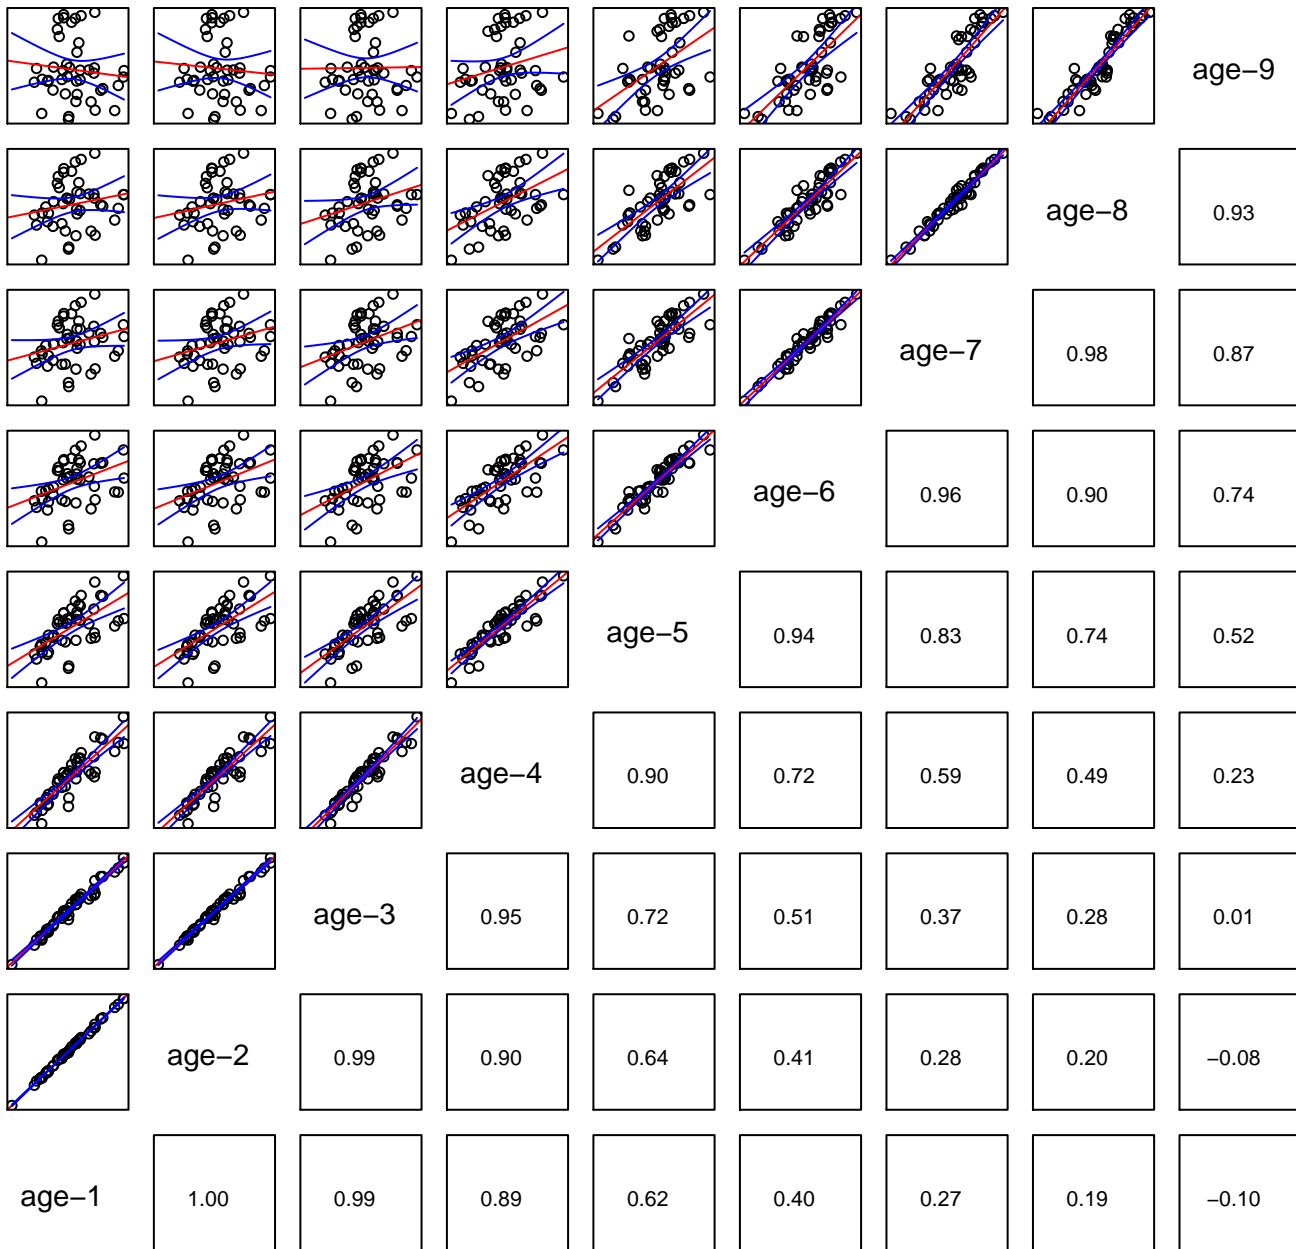 age−9
age−8 0.93
age−7 0.98 0.87
age−6 0.96 0.90 0.74
age−5 0.94 0.83 0.74 0.52
age−4 0.90 0.72 0.59 0.49 0.23
age−3 0.95 0.72 0.51 0.37 0.28 0.01
age−2 0.99 0.90 0.64 0.41 0.28 0.20 −0.08
age−1 1.00 0.99 0.89 0.62 0.40 0.27 0.19 −0.10